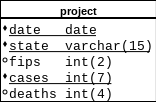 project
date date
state varchar(15)
fips int(2)
cases int(7)
deaths int(4)